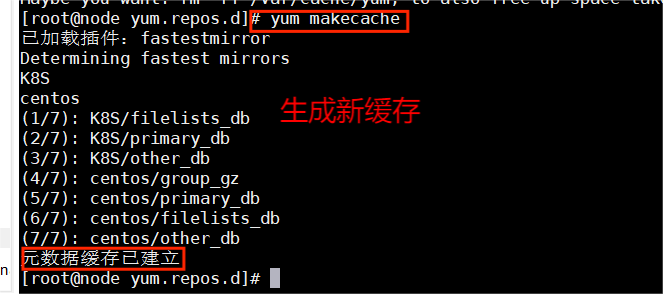 Maybe you want: rm -rf /var/cache/yum, to also free up space tak
[root@node yum.repos.d]# yum makecache
已加载插件：fastestmirror
Determining fastest mirrors
K8S
centos
(1/7): K8S/filelists_db
生成新缓存
(2/7): K8S/primary_db
(3/7): K8S/other_db
(4/7): centos/group_gz
(5/7): centos/primary_db
(6/7): centos/filelists_db
(7/7): centos/other_db
元数据缓存已建立
n
[root@node yum.repos.d]#